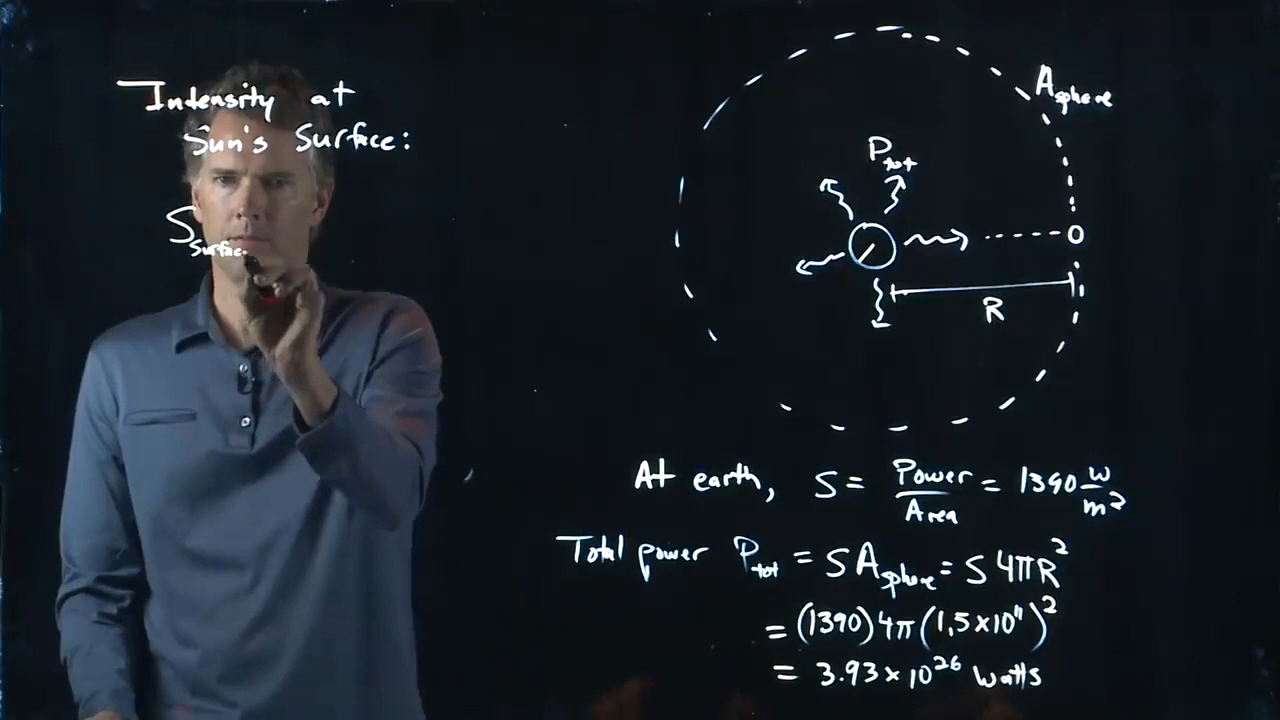 Intensity at
Sun's Surface:
S_surfac
A_sphere
P_tot
R
At earth, S = Power/Area = 1390 W/m²
Total power P_tot = S A_sphere = S 4πR²
= (1390) 4π (1.5×10¹¹)²
= 3.93 × 10²⁶ watts